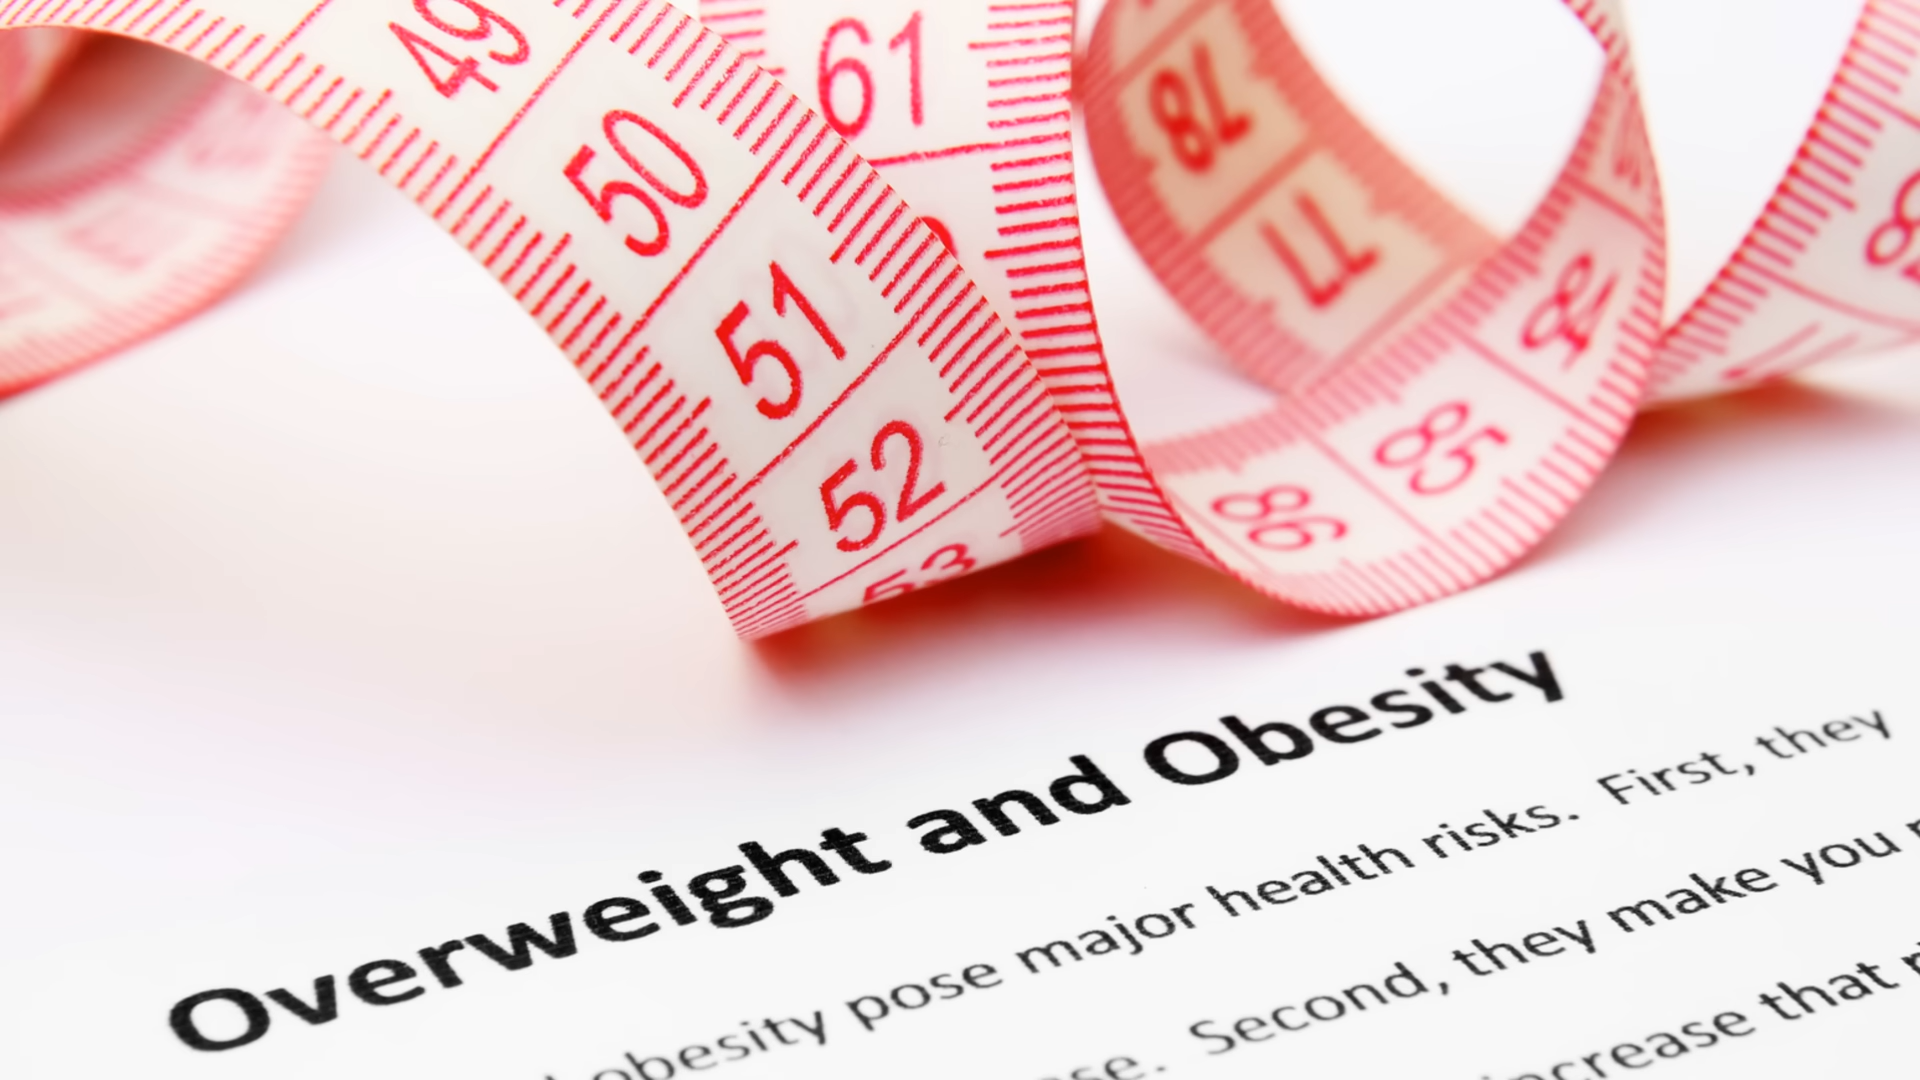 49
50
51
52
53
61
78
77
85
86
Overweight and Obesity
obesity pose major health risks. First, they
Second, they make you
increase that